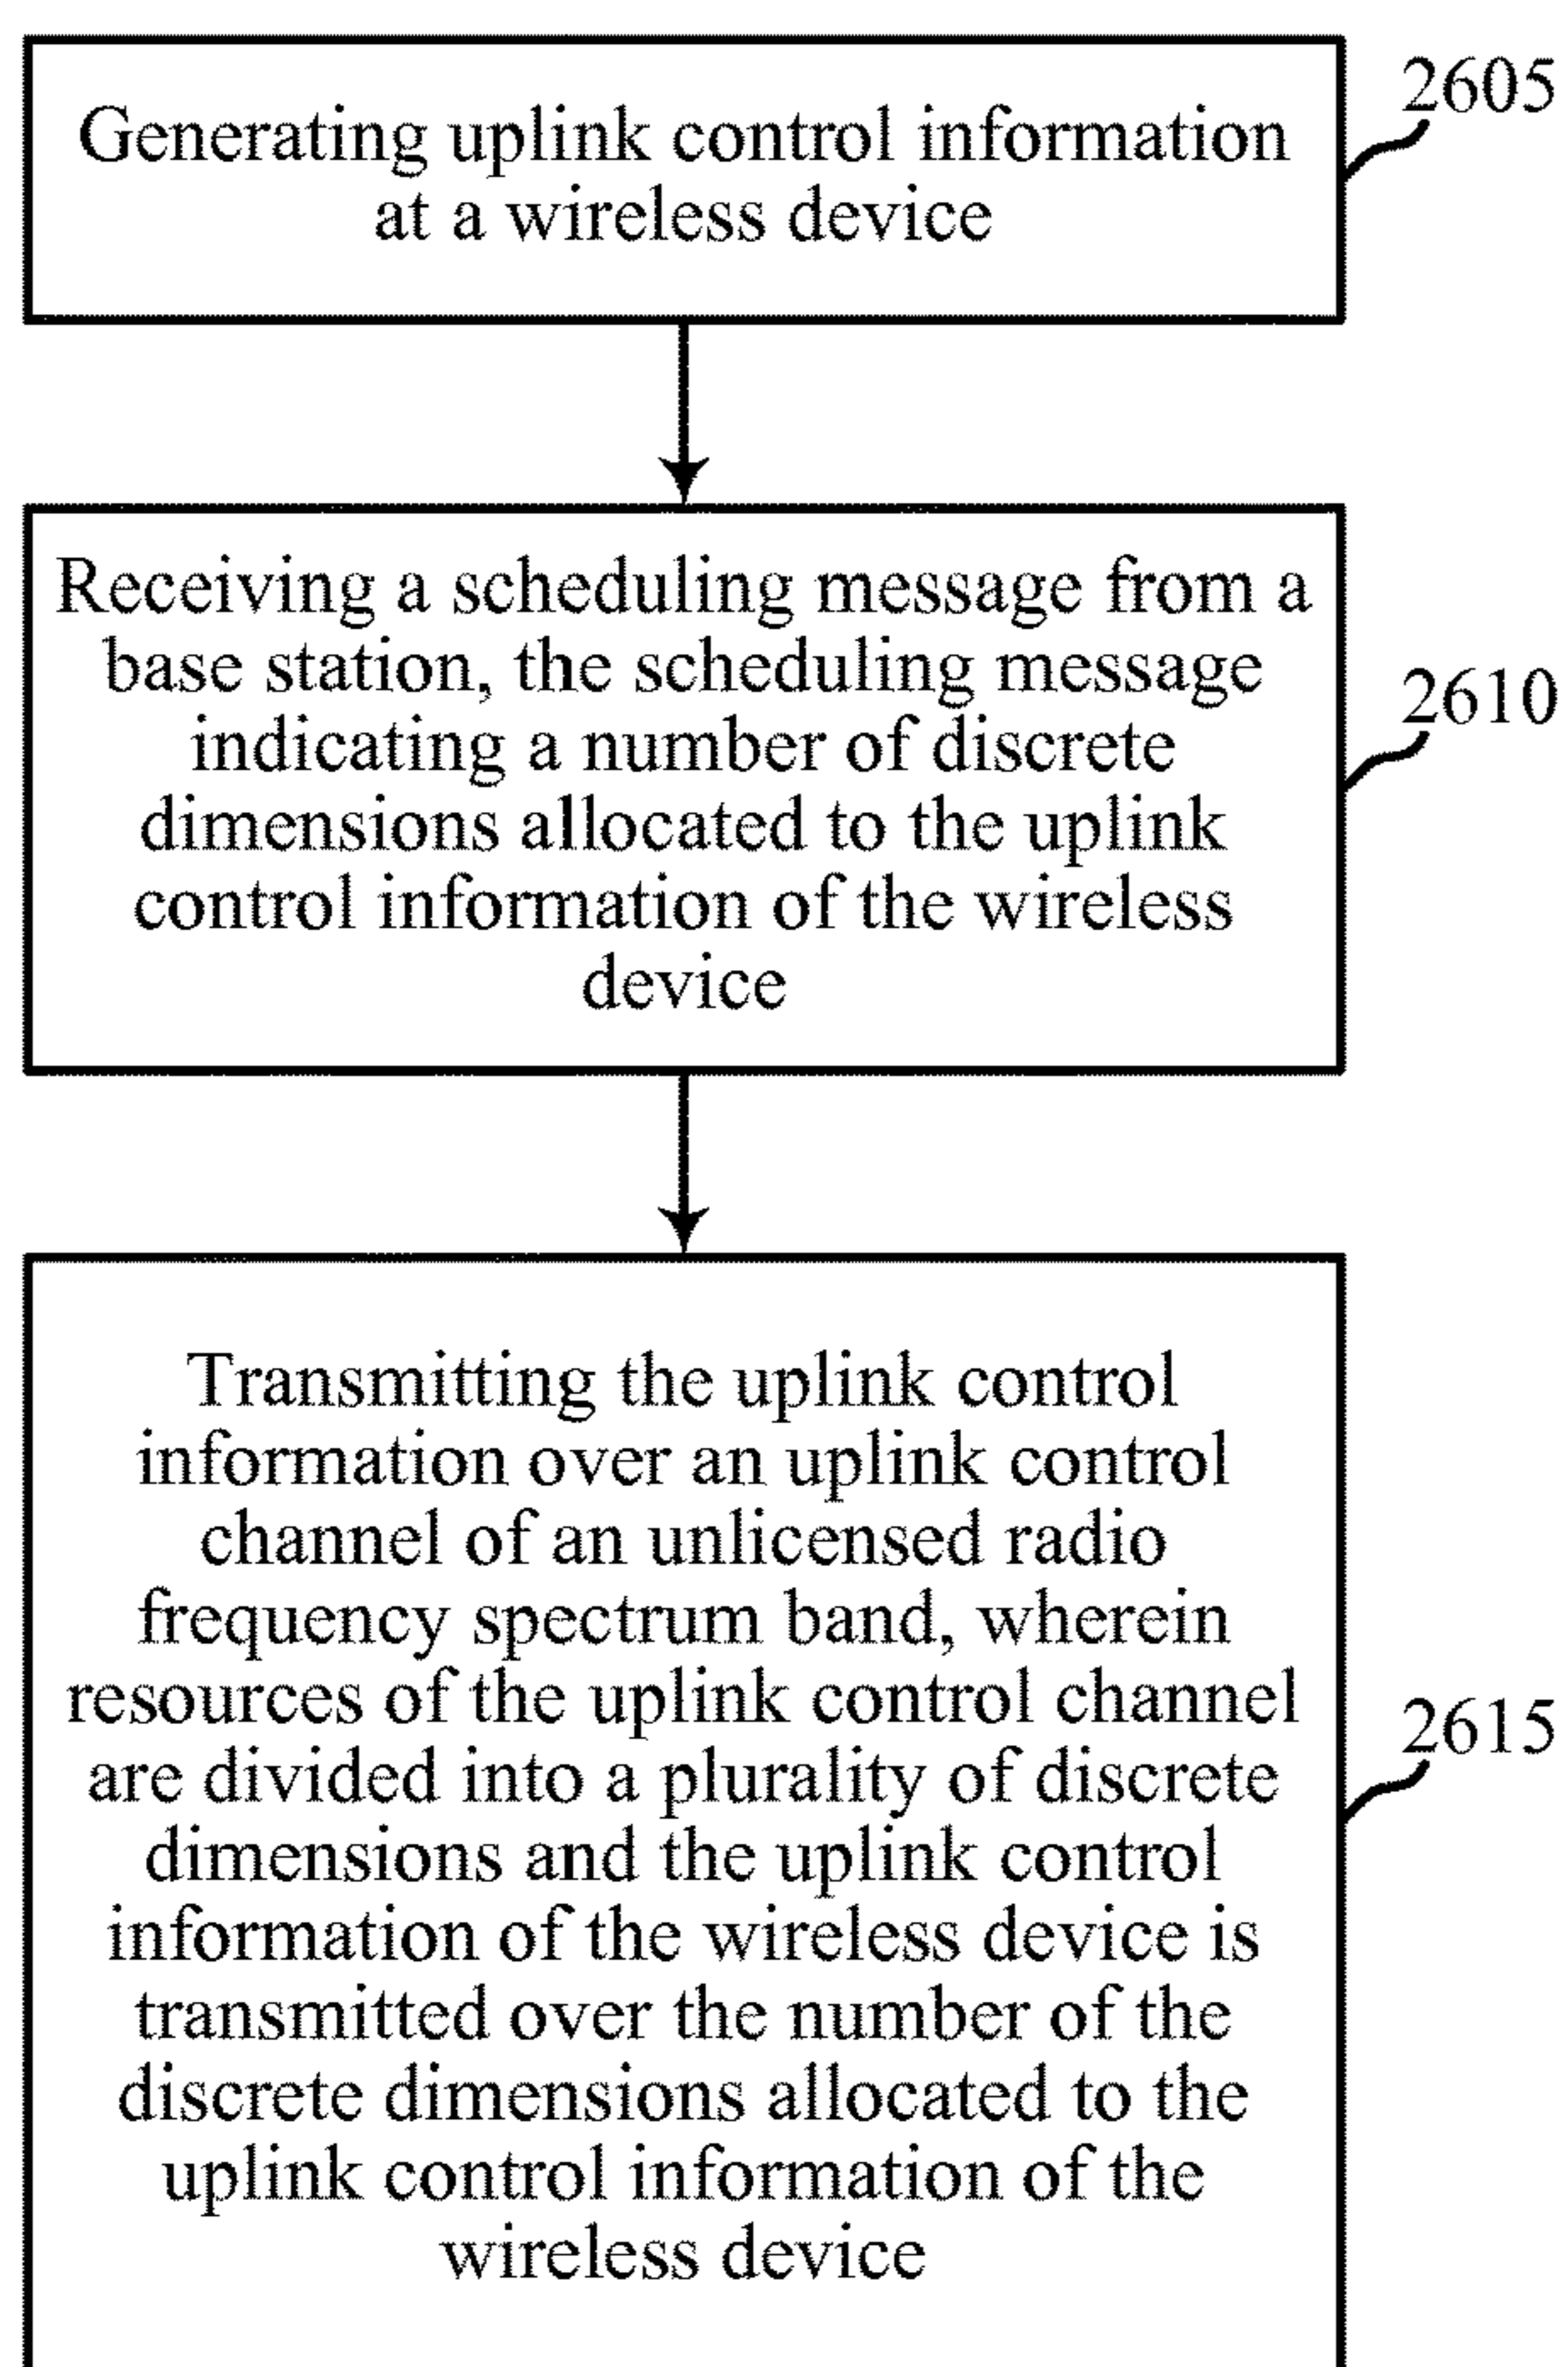 2605
Generating uplink control information
at a wireless device
Receiving a scheduling message from a
base station, the scheduling message
indicating a number of discrete
dimensions allocated to the uplink
control information of the wireless
device
2610
Transmitting the uplink control
information over an uplink control
channel of an unlicensed radio
frequency spectrum band, wherein
resources of the uplink control channel
are divided into a plurality of discrete
dimensions and the uplink control
information of the wireless device is
transmitted over the number of the
discrete dimensions allocated to the
uplink control information of the
wireless device
2615